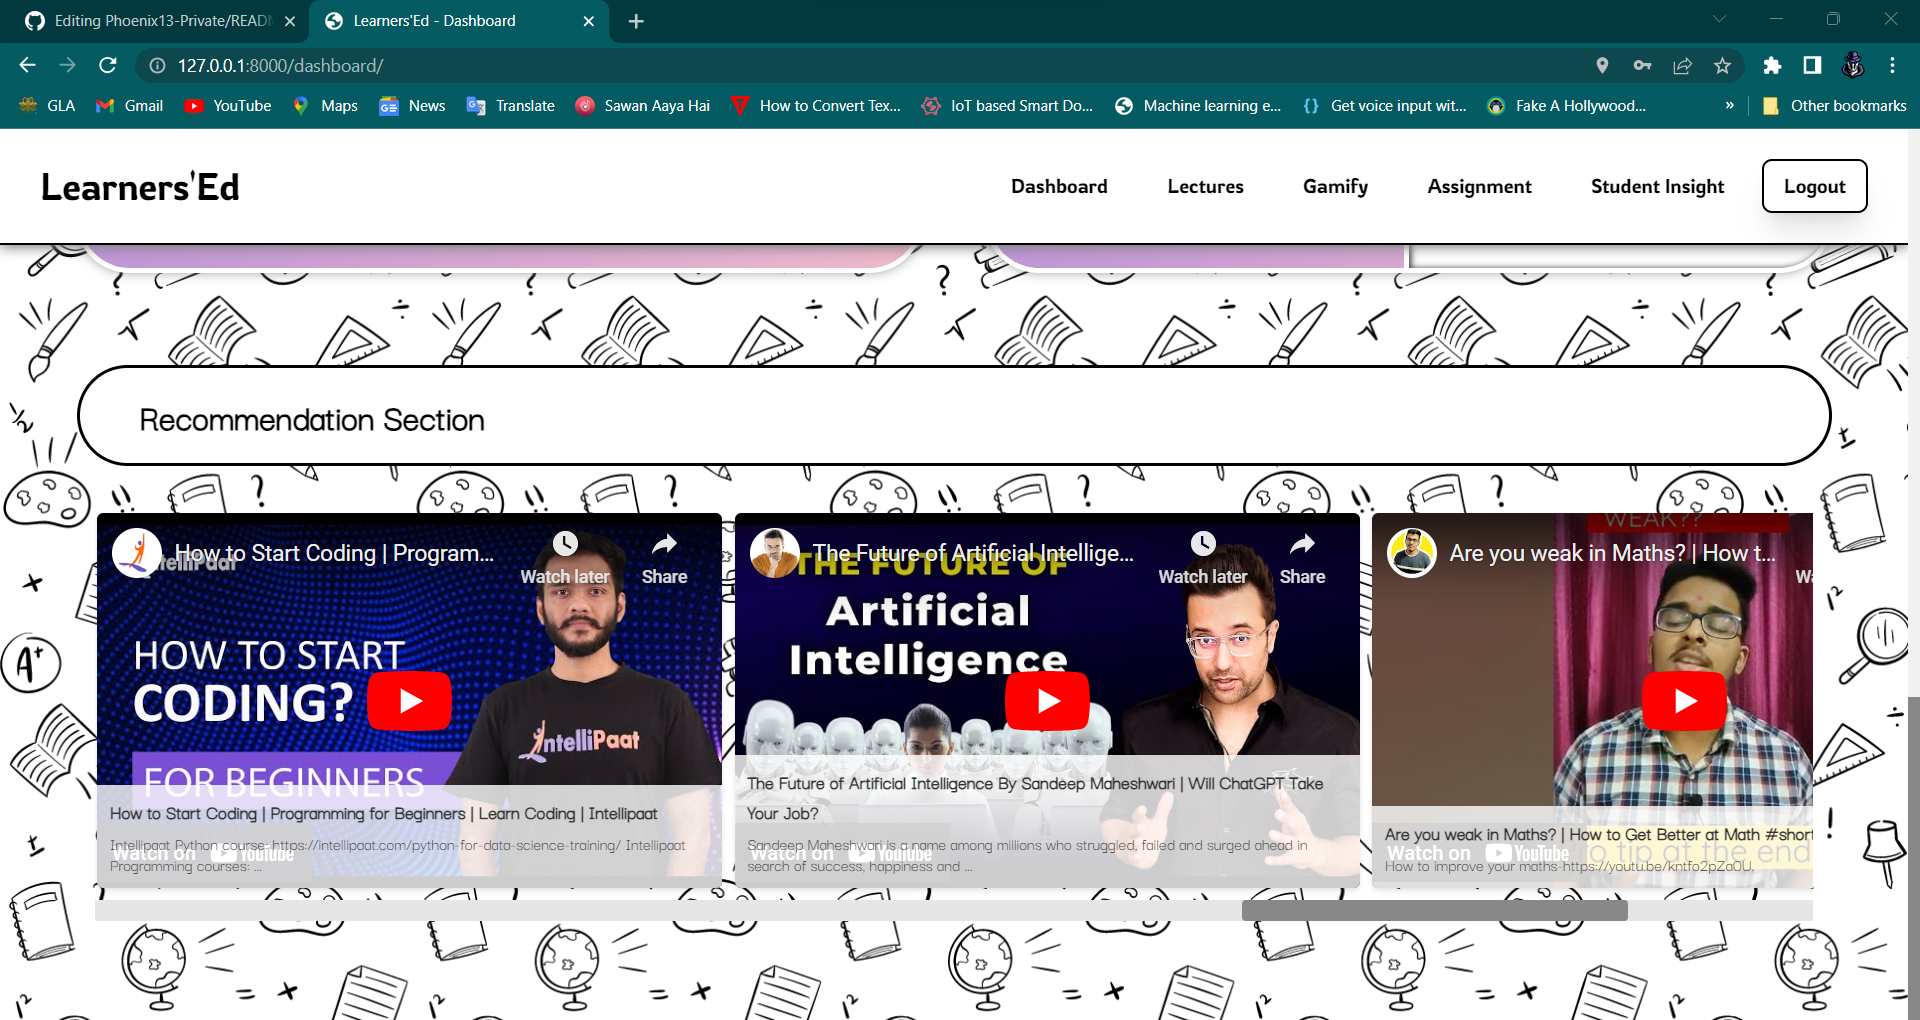 Editing Phoenix13-Private/READM
Learners'Ed - Dashboard
127.0.0.1:8000/dashboard/
GLA
Gmail
YouTube
Maps
News
Translate
Sawan Aaya Hai
How to Convert Tex...
IoT based Smart Do...
Machine learning e...
Get voice input wit...
Fake A Hollywood...
»
Other bookmarks
Learners'Ed
Dashboard
Lectures
Gamify
Assignment
Student Insight
Logout
Recommendation Section
How to Start Coding | Program...
Watch later
Share
HOW TO START
CODING?
FOR BEGINNERS
IntelliPaat
How to Start Coding | Programming for Beginners | Learn Coding | Intellipaat
Intellipaat Python course-https://intellipaat.com/python-for-data-science-training/ Intellipaat
Programming courses: ...
Watch on YouTube
The Future of Artificial Intellige...
Watch later
Share
THE FUTURE OF
Artificial
Intelligence
The Future of Artificial Intelligence By Sandeep Maheshwari | Will ChatGPT Take
Your Job?
Sandeep Maheshwari is a name among millions who struggled, failed and surged ahead in
search of success, happiness and ...
Watch on YouTube
WEAK??
Are you weak in Maths? | How t...
Wa
Are you weak in Maths? | How to Get Better at Math #short
How to improve your maths-https://youtu.be/kntfo2pZa0U.
Watch on YouTube
to tip at the end